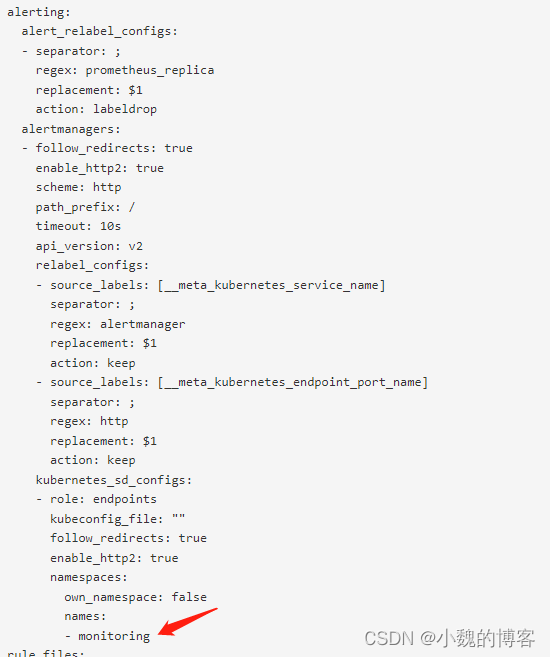 alerting:
  alert_relabel_configs:
  - separator: ;
    regex: prometheus_replica
    replacement: $1
    action: labeldrop
  alertmanagers:
  - follow_redirects: true
    enable_http2: true
    scheme: http
    path_prefix: /
    timeout: 10s
    api_version: v2
    relabel_configs:
    - source_labels: [__meta_kubernetes_service_name]
      separator: ;
      regex: alertmanager
      replacement: $1
      action: keep
    - source_labels: [__meta_kubernetes_endpoint_port_name]
      separator: ;
      regex: http
      replacement: $1
      action: keep
    kubernetes_sd_configs:
    - role: endpoints
      kubeconfig_file: ""
      follow_redirects: true
      enable_http2: true
      namespaces:
        own_namespace: false
        names:
        - monitoring
CSDN @小魏的博客
rule_files: